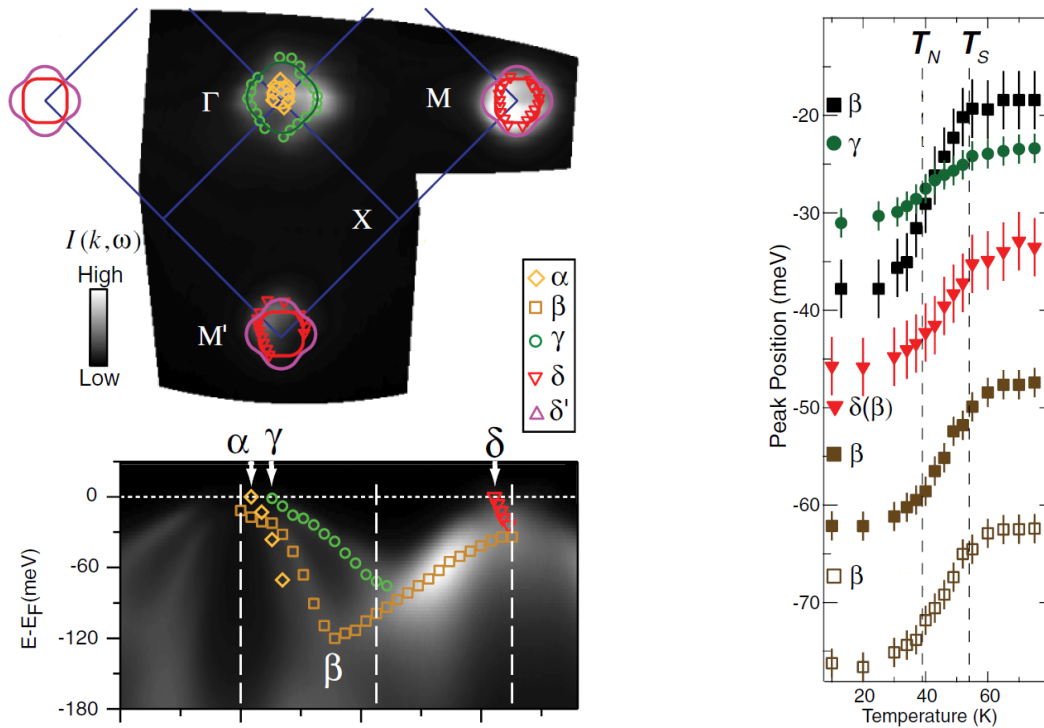 Γ
M
X
M'
I(k,ω)
High
Low
α
β
γ
δ
δ'
α γ
δ
β
0
-60
-120
-180
E-E_F(meV)
T_N
T_S
β
γ
δ(β)
β
β
-20
-30
-40
-50
-60
-70
Peak Position (meV)
20
40
60
Temperature (K)